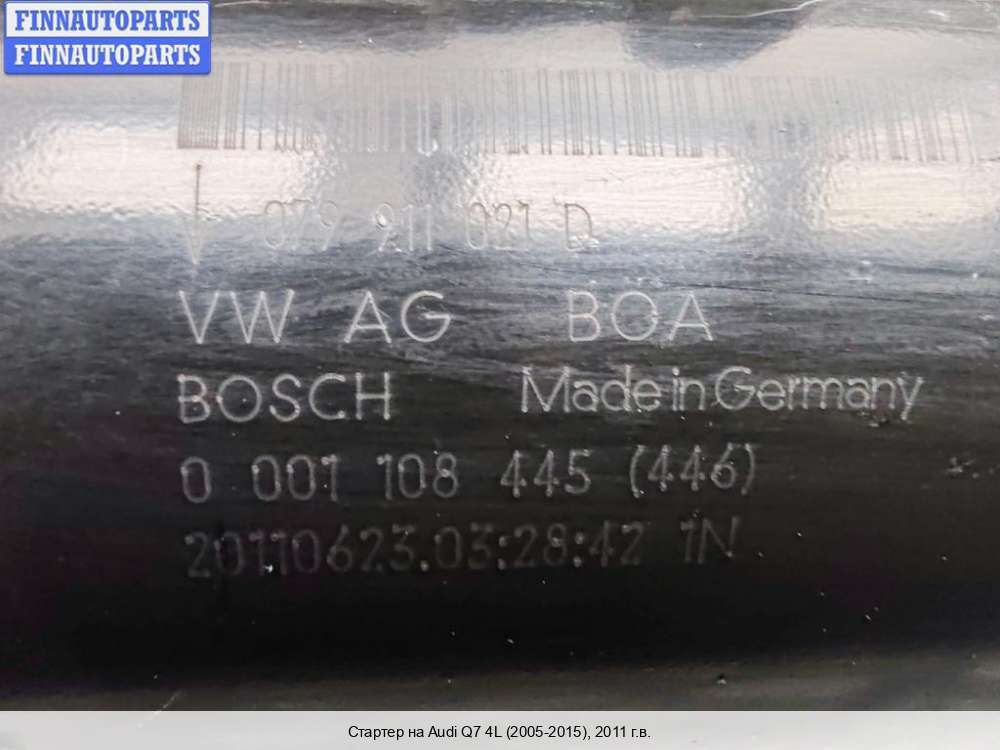 FINNAUTOPARTS
FINNAUTOPARTS
V 079 911 021 D
VW AG BOA
BOSCH Made in Germany
0 001 108 445 (446)
20110623.03:28:42 1N
Стартер на Audi Q7 4L (2005-2015), 2011 г.в.